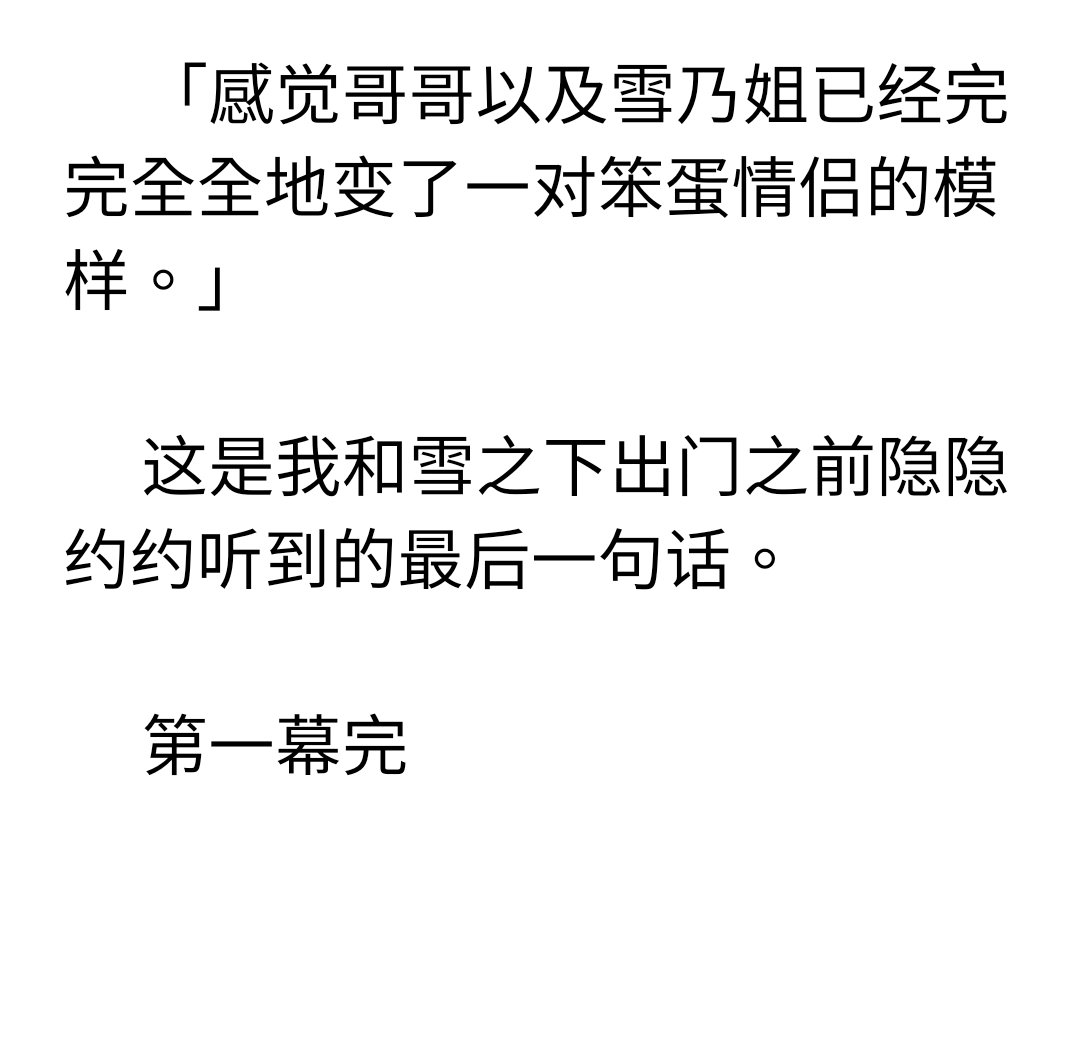 「感觉哥哥以及雪乃姐已经完
完全全地变了一对笨蛋情侣的模
样。」
这是我和雪之下出门之前隐隐
约约听到的最后一句话。
第一幕完